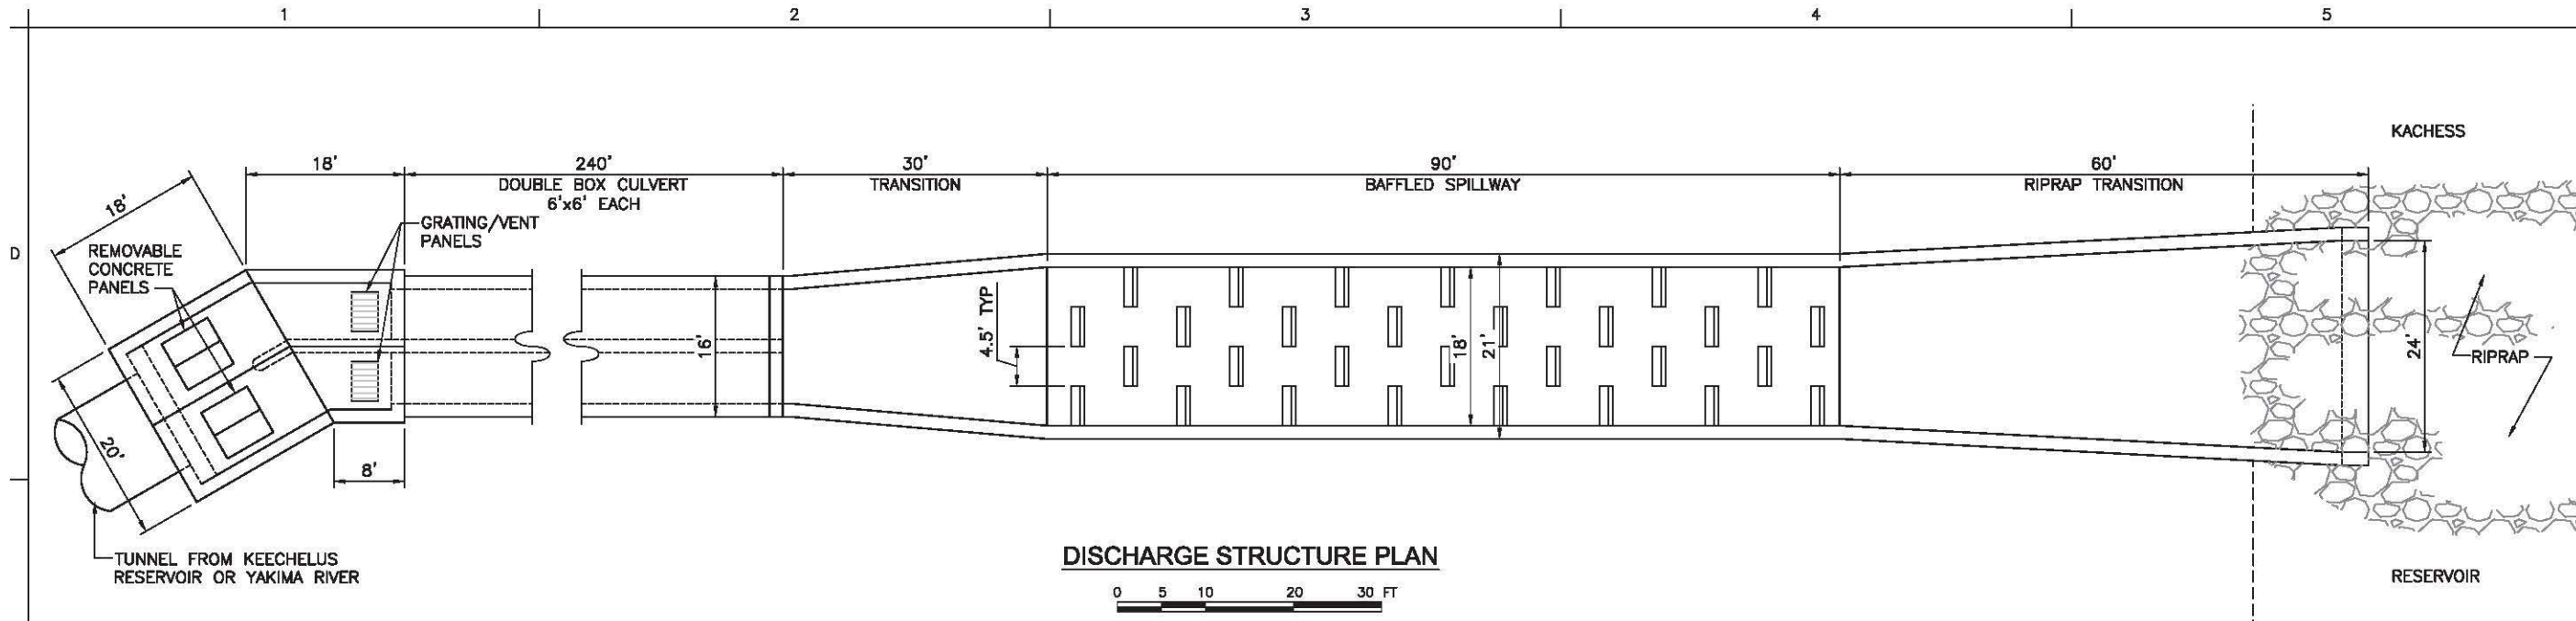 1 2 3 4 5
KACHESS
18' 240' 30' 90' 60'
DOUBLE BOX CULVERT
6'x6' EACH
TRANSITION
BAFFLED SPILLWAY
RIPRAP TRANSITION
18'
GRATING/VENT
PANELS
D
REMOVABLE
CONCRETE
PANELS
4.5' TYP
16'
18'
21'
24'
RIPRAP
20'
8'
TUNNEL FROM KEECHELUS
RESERVOIR OR YAKIMA RIVER
DISCHARGE STRUCTURE PLAN
0 5 10 20 30 FT
RESERVOIR